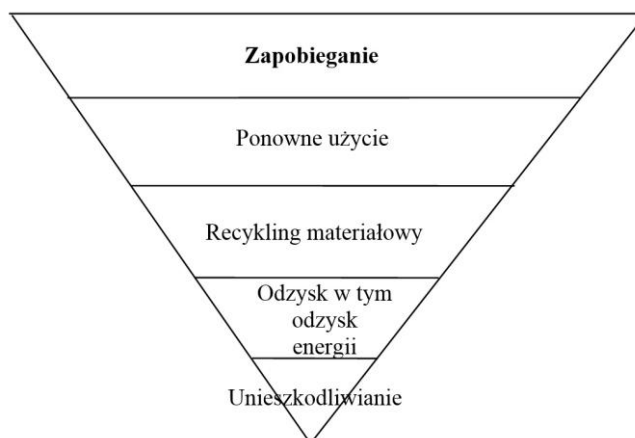 Zapobieganie
Ponowne użycie
Recykling materiałowy
Odzysk w tym
odzysk
energii
Unieszkodliwianie